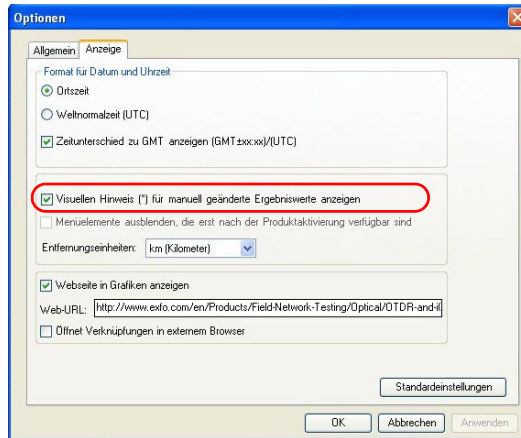 Optionen
Allgemein Anzeige
Format für Datum und Uhrzeit
Ortszeit
Weltnormalzeit (UTC)
Zeitunterschied zu GMT anzeigen (GMT±xx:xx)/(UTC)
Visuellen Hinweis (*) für manuell geänderte Ergebniswerte anzeigen
Menüelemente ausblenden, die erst nach der Produktaktivierung verfügbar sind
Entfernungseinheiten: km (Kilometer)
Webseite in Grafiken anzeigen
Web-URL: http://www.exfo.com/en/Products/Field-Network-Testing/Optical/OTDR-and-i
Öffnet Verknüpfungen in externem Browser
Standardeinstellungen
OK Abbrechen Anwenden